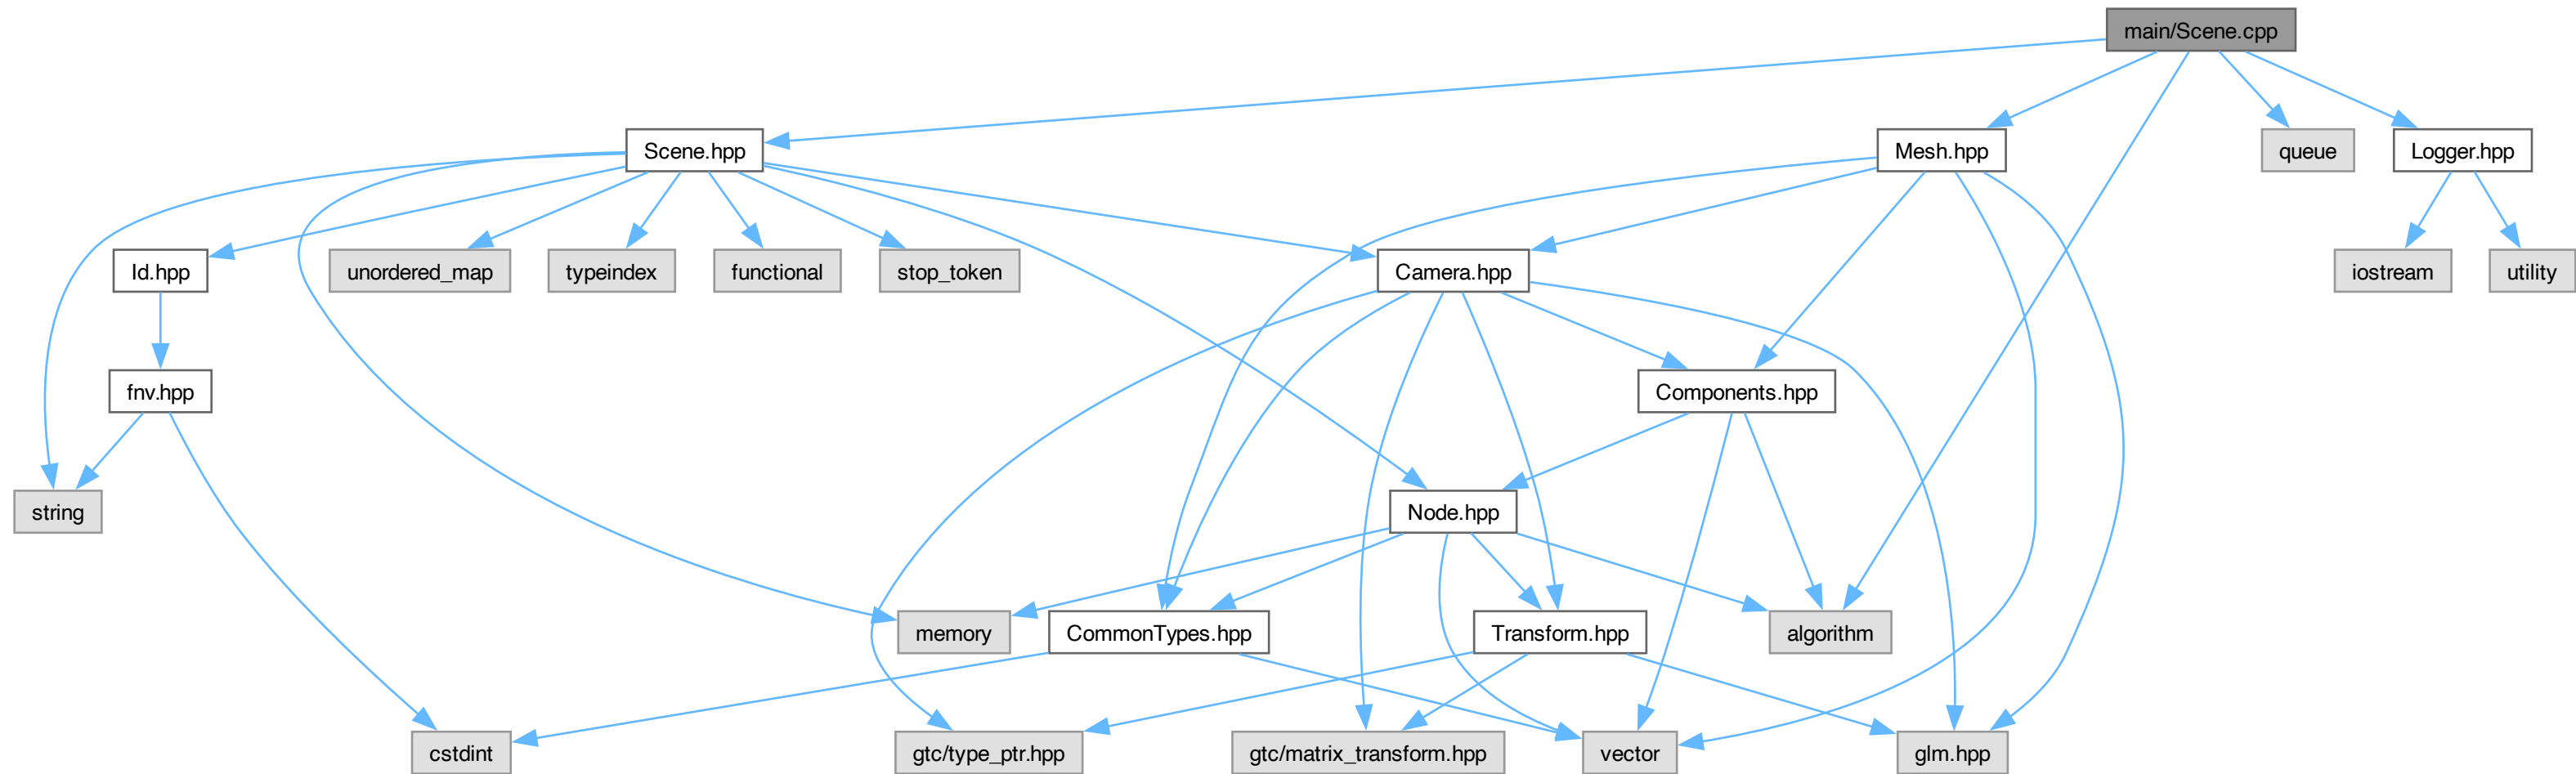 main/Scene.cpp
Scene.hpp
Mesh.hpp
queue
Logger.hpp
Id.hpp
unordered_map
typeindex
functional
stop_token
Camera.hpp
iostream
utility
fnv.hpp
Components.hpp
string
Node.hpp
memory
CommonTypes.hpp
Transform.hpp
algorithm
cstdint
gtc/type_ptr.hpp
gtc/matrix_transform.hpp
vector
glm.hpp